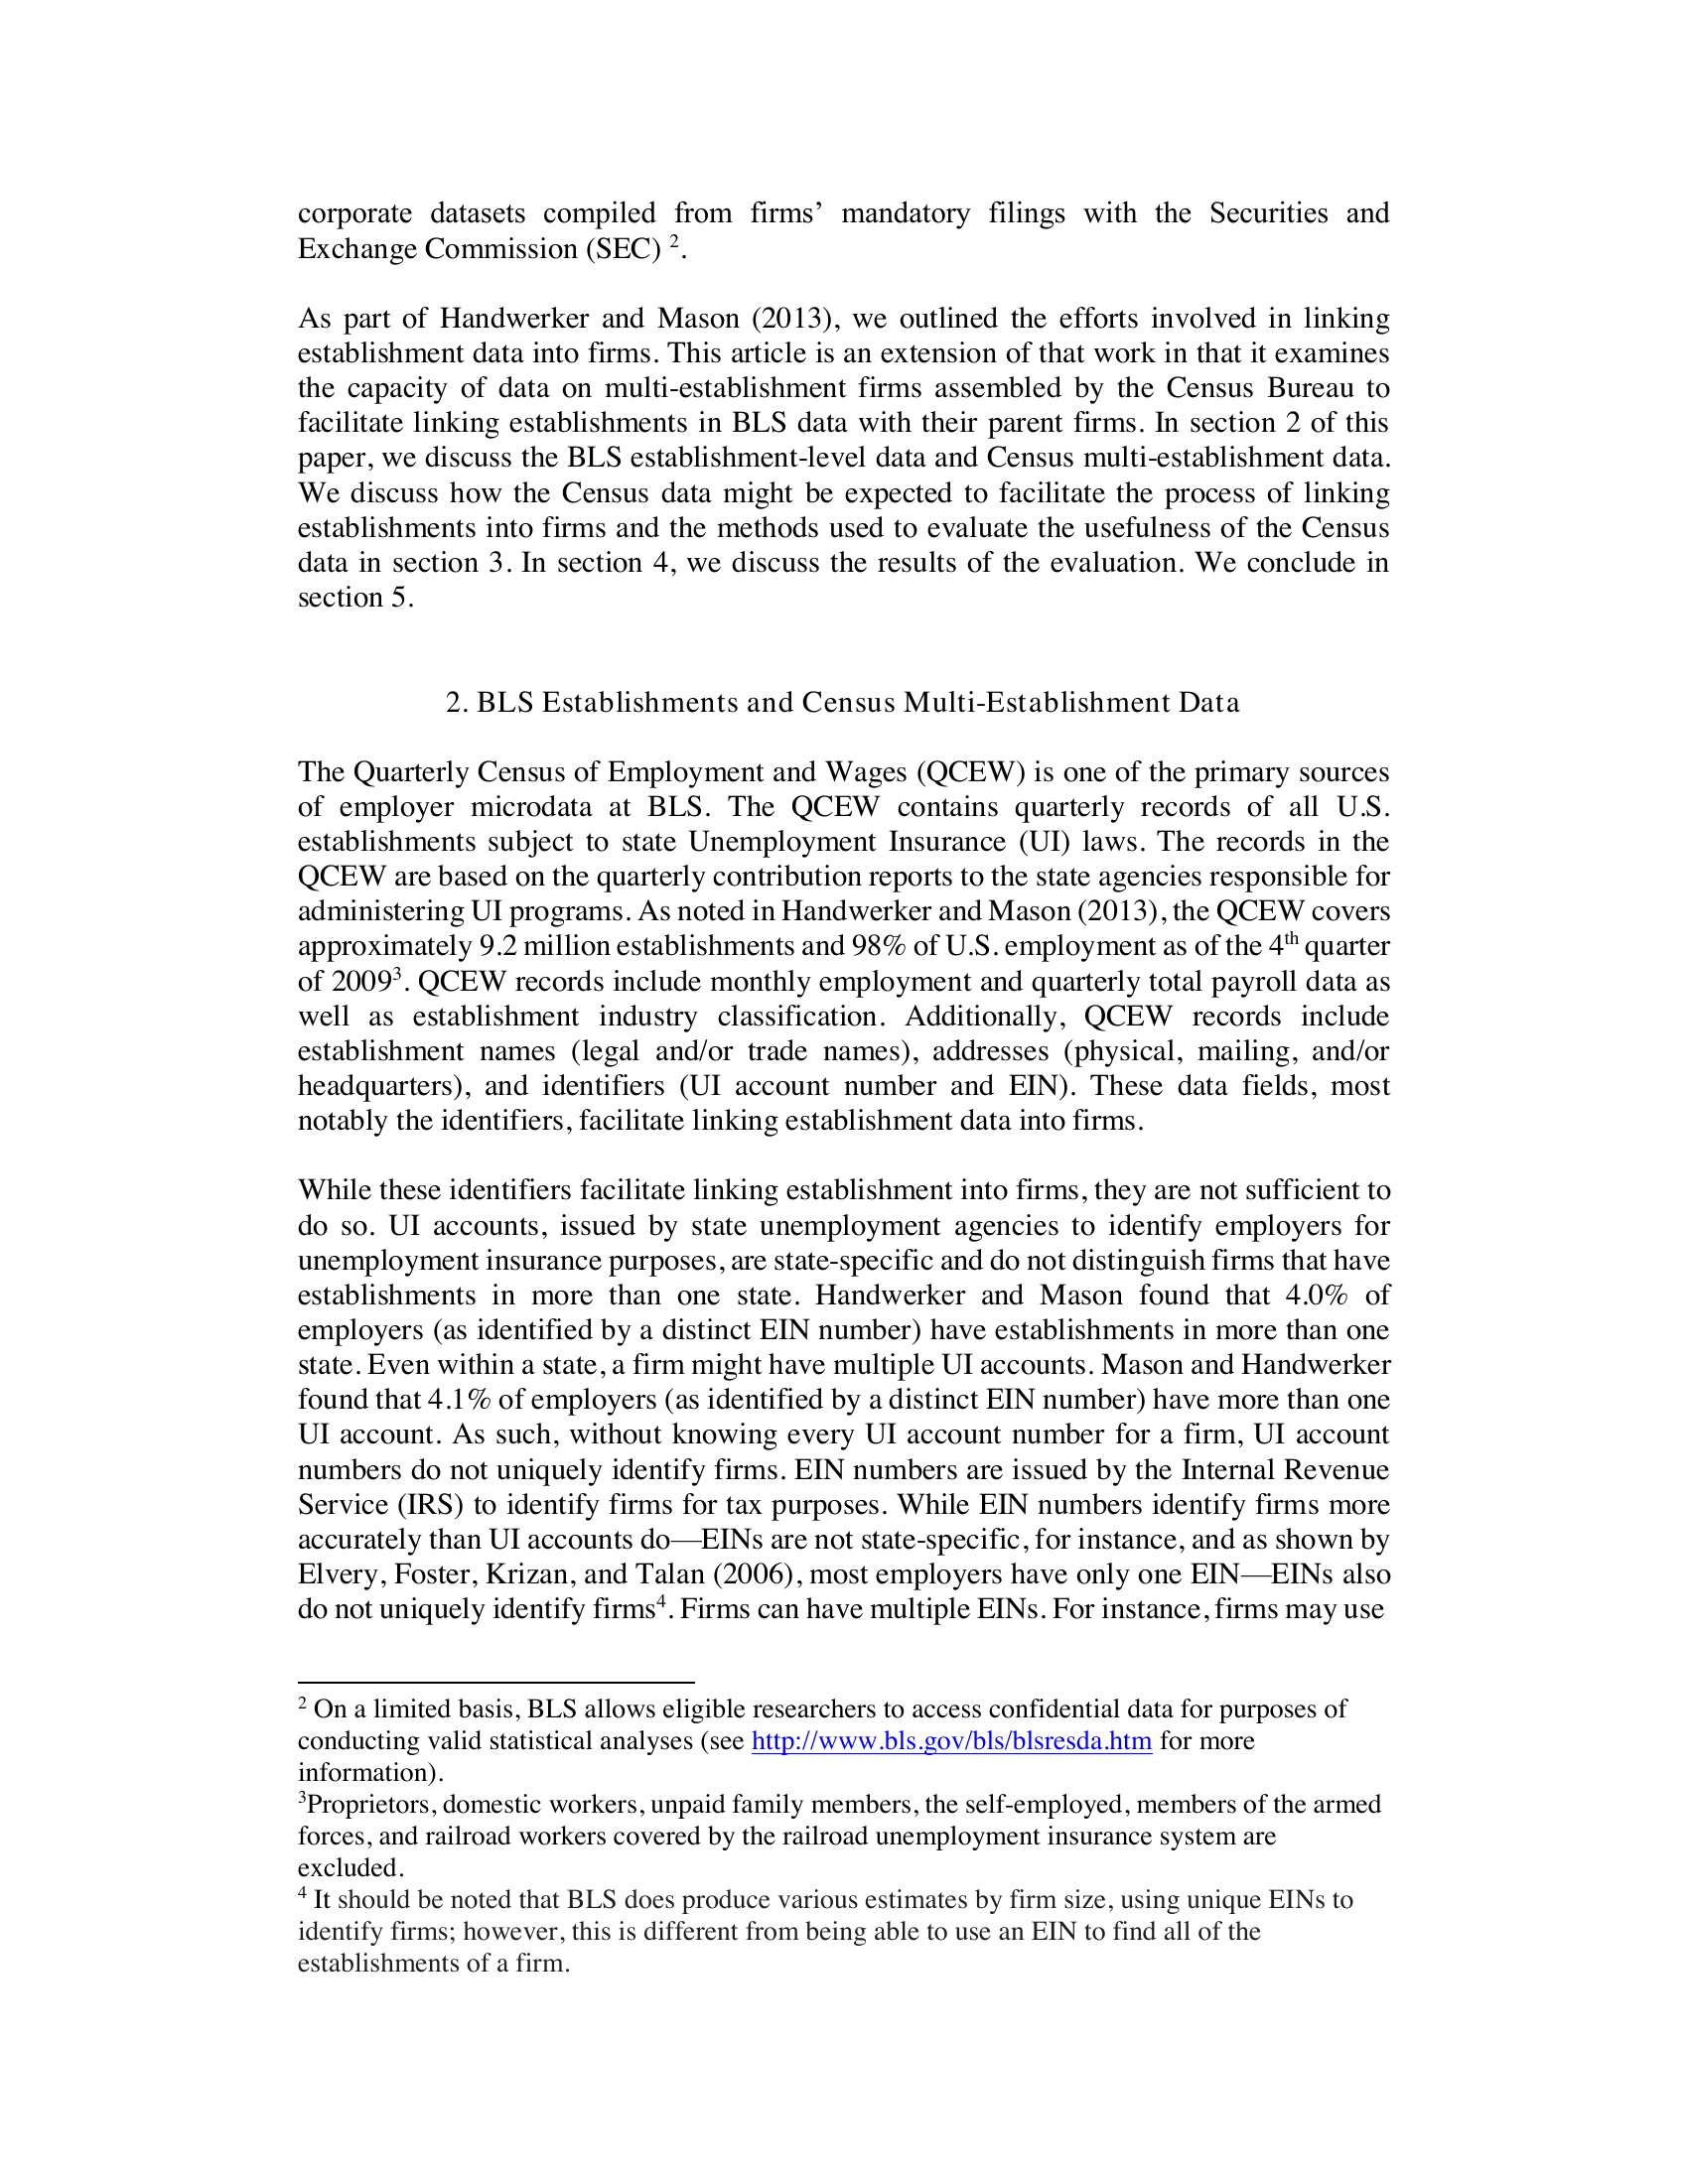 corporate datasets compiled from firms’ mandatory filings with the Securities and
Exchange Commission (SEC) 2.
As part of Handwerker and Mason (2013), we outlined the efforts involved in linking
establishment data into firms. This article is an extension of that work in that it examines
the capacity of data on multi-establishment firms assembled by the Census Bureau to
facilitate linking establishments in BLS data with their parent firms. In section 2 of this
paper, we discuss the BLS establishment-level data and Census multi-establishment data.
We discuss how the Census data might be expected to facilitate the process of linking
establishments into firms and the methods used to evaluate the usefulness of the Census
data in section 3. In section 4, we discuss the results of the evaluation. We conclude in
section 5.
2. BLS Establishments and Census Multi-Establishment Data
The Quarterly Census of Employment and Wages (QCEW) is one of the primary sources
of employer microdata at BLS. The QCEW contains quarterly records of all U.S.
establishments subject to state Unemployment Insurance (UI) laws. The records in the
QCEW are based on the quarterly contribution reports to the state agencies responsible for
administering UI programs. As noted in Handwerker and Mason (2013), the QCEW covers
approximately 9.2 million establishments and 98% of U.S. employment as of the 4th quarter
of 20093. QCEW records include monthly employment and quarterly total payroll data as
well as establishment industry classification. Additionally, QCEW records include
establishment names (legal and/or trade names), addresses (physical, mailing, and/or
headquarters), and identifiers (UI account number and EIN). These data fields, most
notably the identifiers, facilitate linking establishment data into firms.
While these identifiers facilitate linking establishment into firms, they are not sufficient to
do so. UI accounts, issued by state unemployment agencies to identify employers for
unemployment insurance purposes, are state-specific and do not distinguish firms that have
establishments in more than one state. Handwerker and Mason found that 4.0% of
employers (as identified by a distinct EIN number) have establishments in more than one
state. Even within a state, a firm might have multiple UI accounts. Mason and Handwerker
found that 4.1% of employers (as identified by a distinct EIN number) have more than one
UI account. As such, without knowing every UI account number for a firm, UI account
numbers do not uniquely identify firms. EIN numbers are issued by the Internal Revenue
Service (IRS) to identify firms for tax purposes. While EIN numbers identify firms more
accurately than UI accounts do—EINs are not state-specific, for instance, and as shown by
Elvery, Foster, Krizan, and Talan (2006), most employers have only one EIN—EINs also
do not uniquely identify firms4. Firms can have multiple EINs. For instance, firms may use
2 On a limited basis, BLS allows eligible researchers to access confidential data for purposes of
conducting valid statistical analyses (see http://www.bls.gov/bls/blsresda.htm for more
information).
3Proprietors, domestic workers, unpaid family members, the self-employed, members of the armed
forces, and railroad workers covered by the railroad unemployment insurance system are
excluded.
4 It should be noted that BLS does produce various estimates by firm size, using unique EINs to
identify firms; however, this is different from being able to use an EIN to find all of the
establishments of a firm.